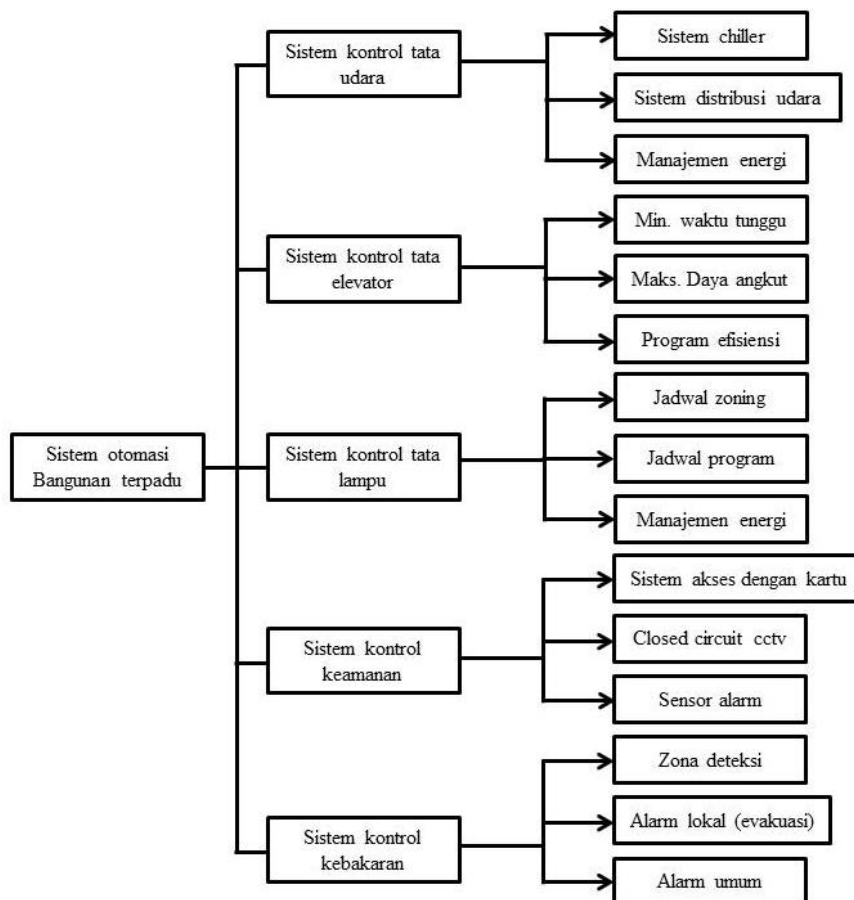 Sistem otomasi
Bangunan terpadu
Sistem kontrol tata
udara
Sistem chiller
Sistem distribusi udara
Manajemen energi
Sistem kontrol tata
elevator
Min. waktu tunggu
Maks. Daya angkut
Program efisiensi
Sistem kontrol tata
lampu
Jadwal zoning
Jadwal program
Manajemen energi
Sistem kontrol
keamanan
Sistem akses dengan kartu
Closed circuit cctv
Sensor alarm
Sistem kontrol
kebakaran
Zona deteksi
Alarm lokal (evakuasi)
Alarm umum